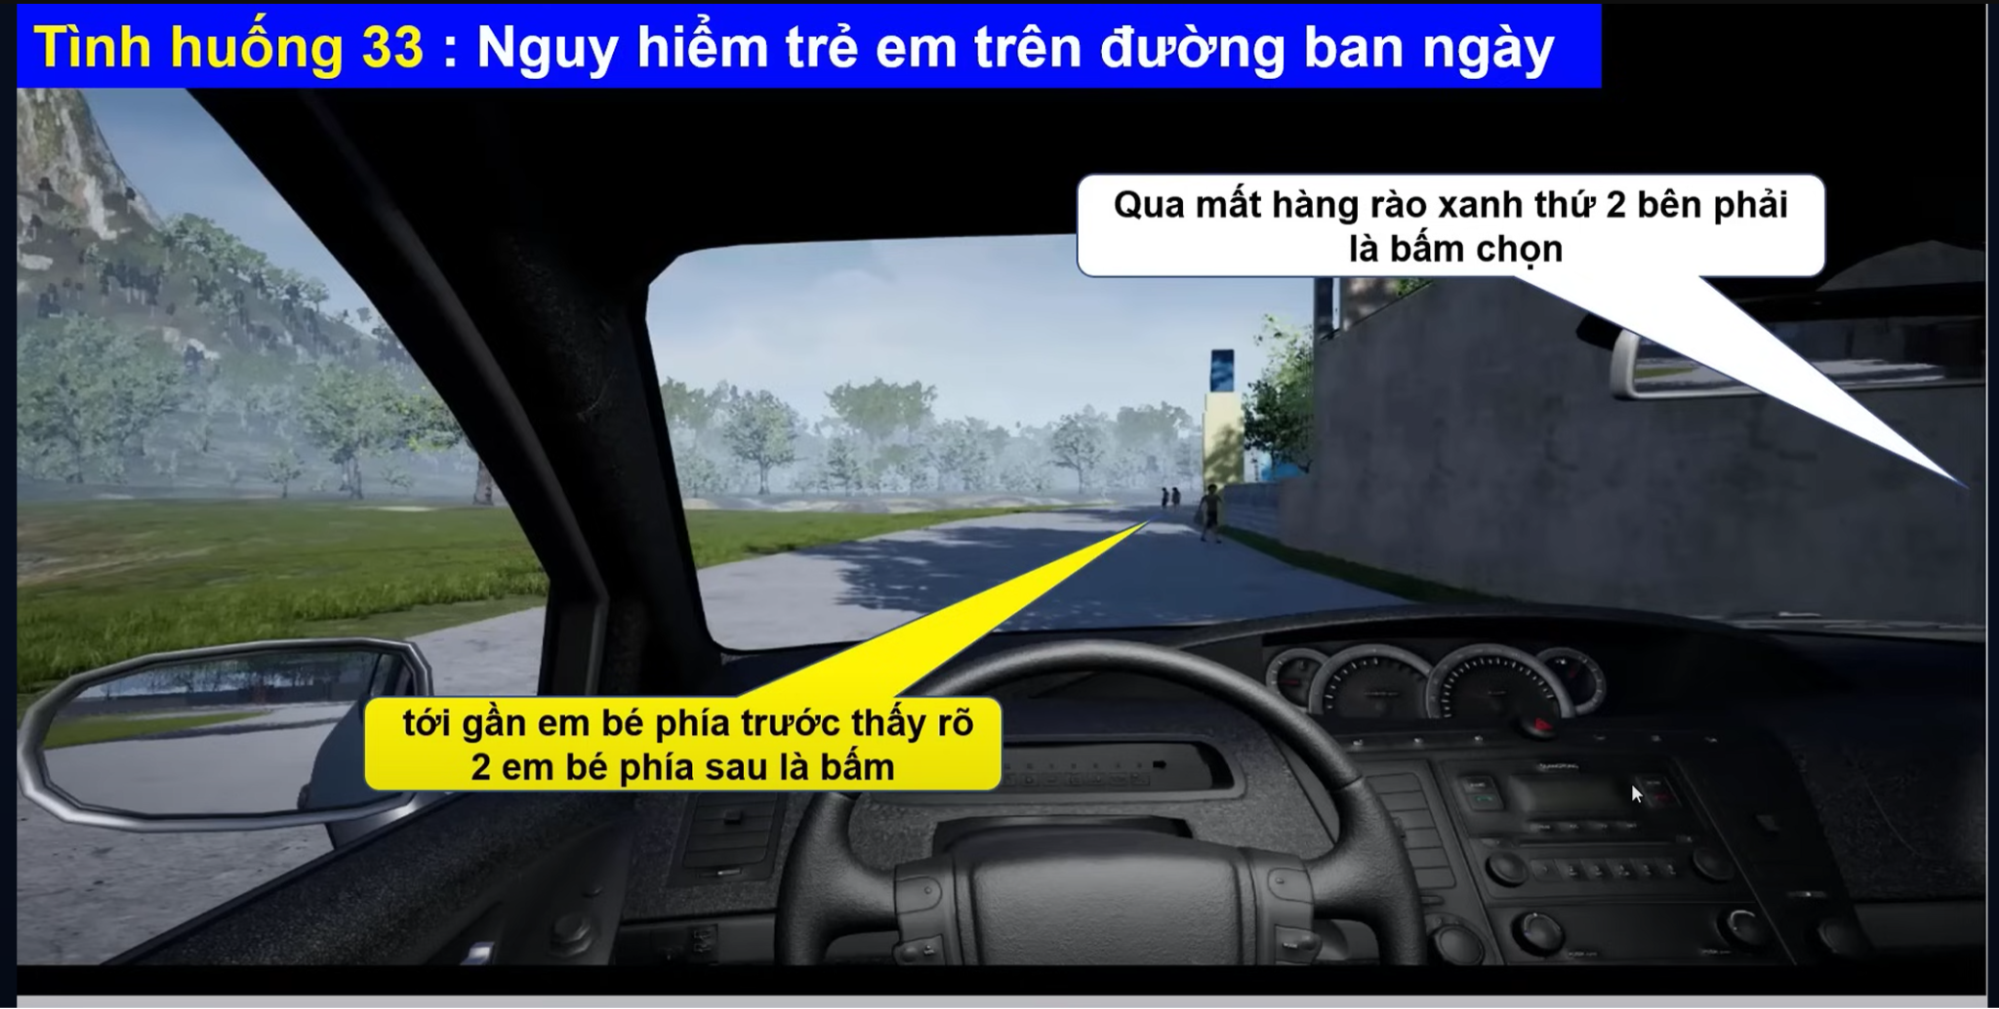 Tình huống 33 : Nguy hiểm trẻ em trên đường ban ngày
Qua mất hàng rào xanh thứ 2 bên phải
là bấm chọn
tới gần em bé phía trước thấy rõ
2 em bé phía sau là bấm